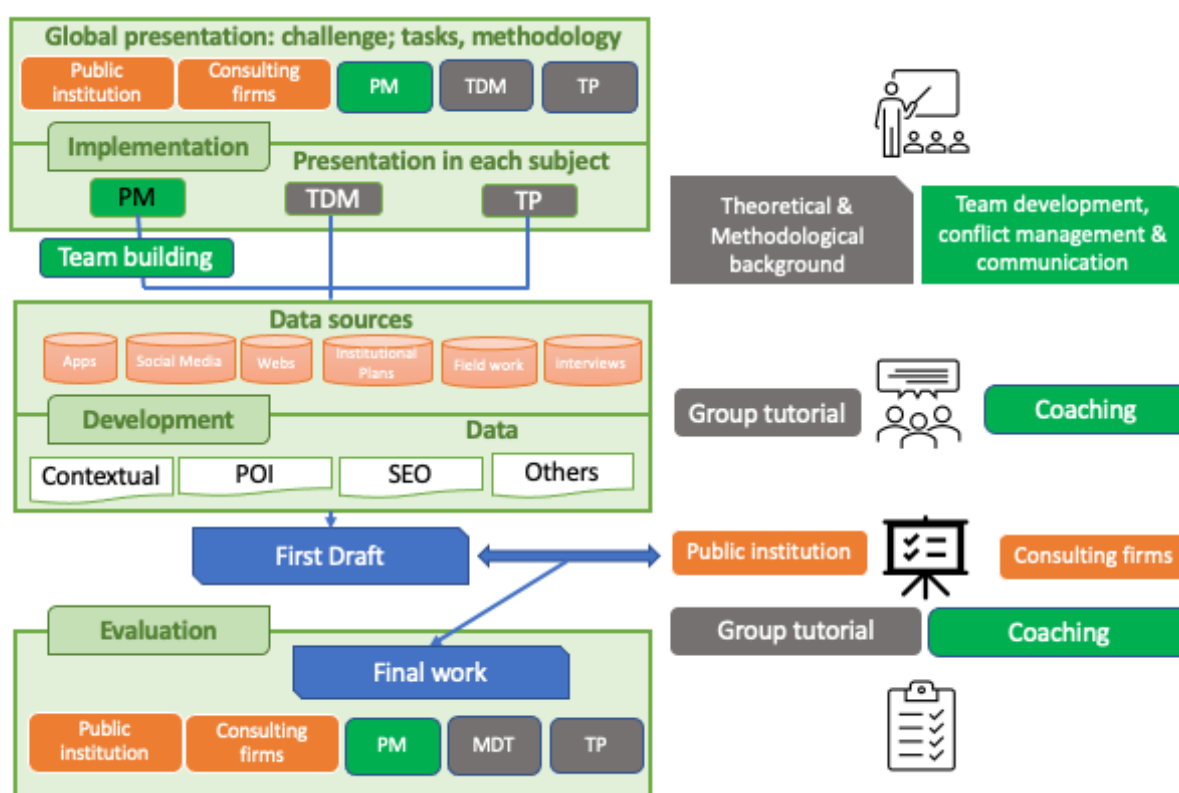 Global presentation: challenge; tasks, methodology
Public
institution
Consulting
firms
PM
TDM
TP
Implementation
Presentation in each subject
PM
TDM
TP
Team building
Theoretical &
Methodological
background
Team development,
conflict management &
communication
Data sources
Apps
Social Media
Webs
Institutional
Plans
Field work
interviews
Development
Data
Contextual
POI
SEO
Others
Group tutorial
Coaching
First Draft
Public institution
Consulting firms
Group tutorial
Coaching
Evaluation
Final work
Public
institution
Consulting
firms
PM
MDT
TP